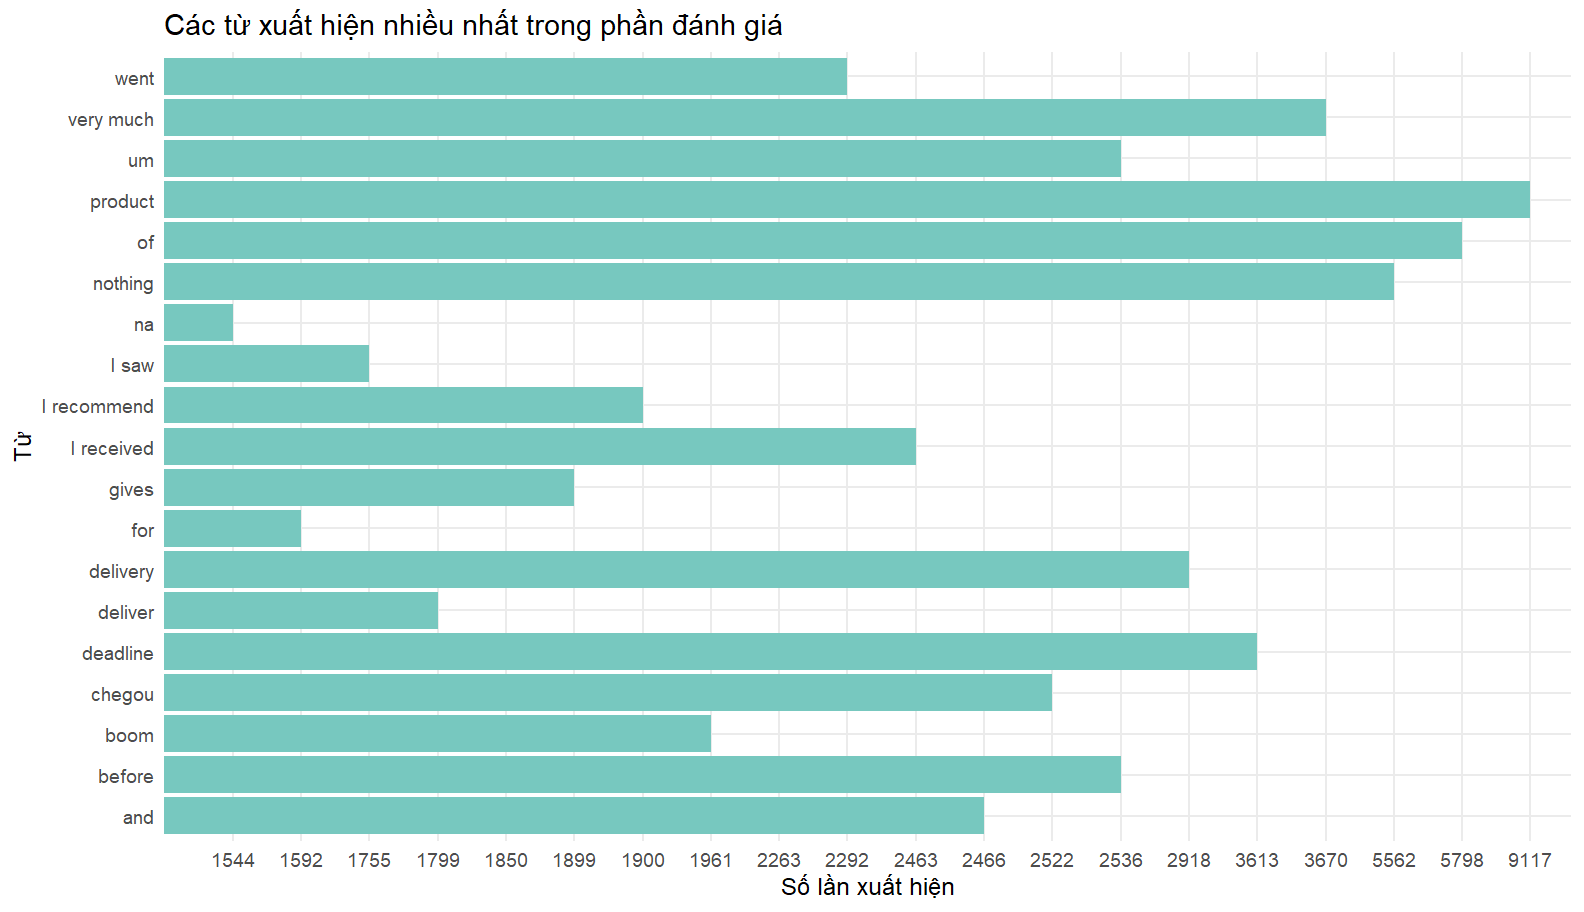 Các từ xuất hiện nhiều nhất trong phần đánh giá
went
very much
um
product
of
nothing
na
I saw
I recommend
I received
gives
for
delivery
deliver
deadline
chegou
boom
before
and
Từ
1544 1592 1755 1799 1850 1899 1900 1961 2263 2292 2463 2466 2522 2536 2918 3613 3670 5562 5798 9117
Số lần xuất hiện